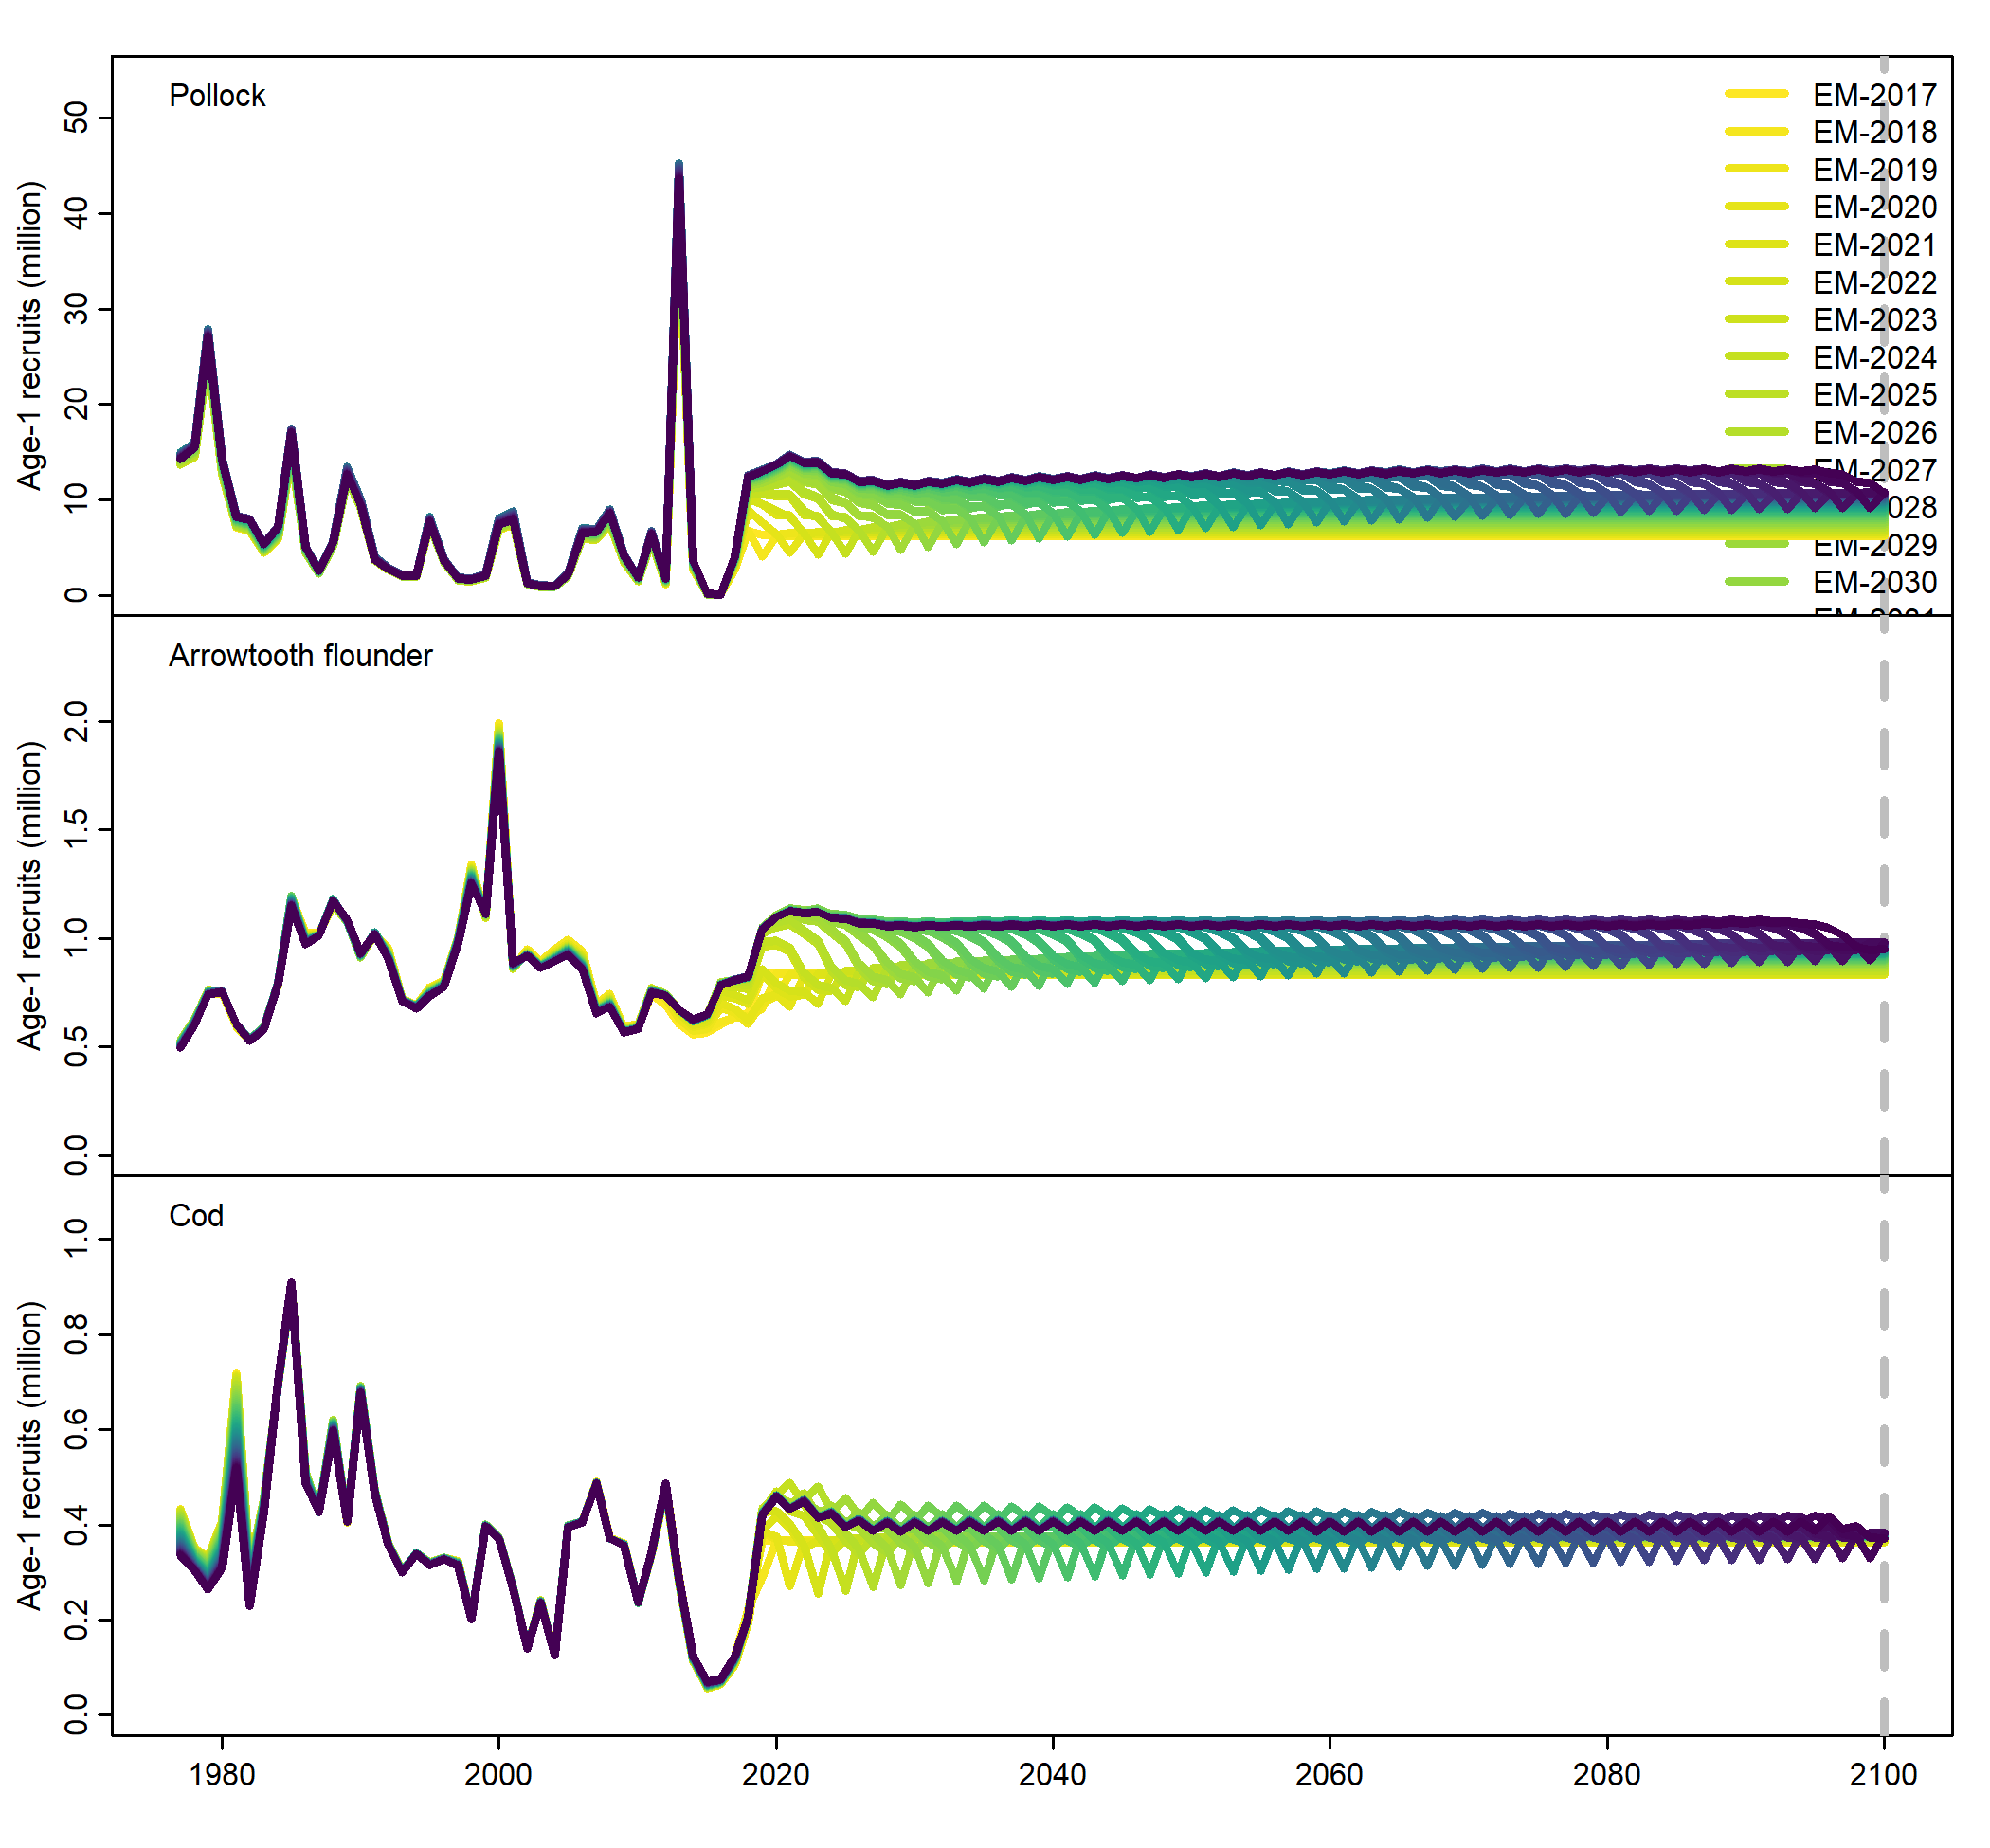 Pollock
Age-1 recruits (million)
50
40
30
20
10
0
EM-2017
EM-2018
EM-2019
EM-2020
EM-2021
EM-2022
EM-2023
EM-2024
EM-2025
EM-2026
EM-2027
028
EM-2029
EM-2030
Arrowtooth flounder
Age-1 recruits (million)
2.0
1.5
1.0
0.5
0.0
Cod
Age-1 recruits (million)
1.0
0.8
0.6
0.4
0.2
0.0
1980 2000 2020 2040 2060 2080 2100